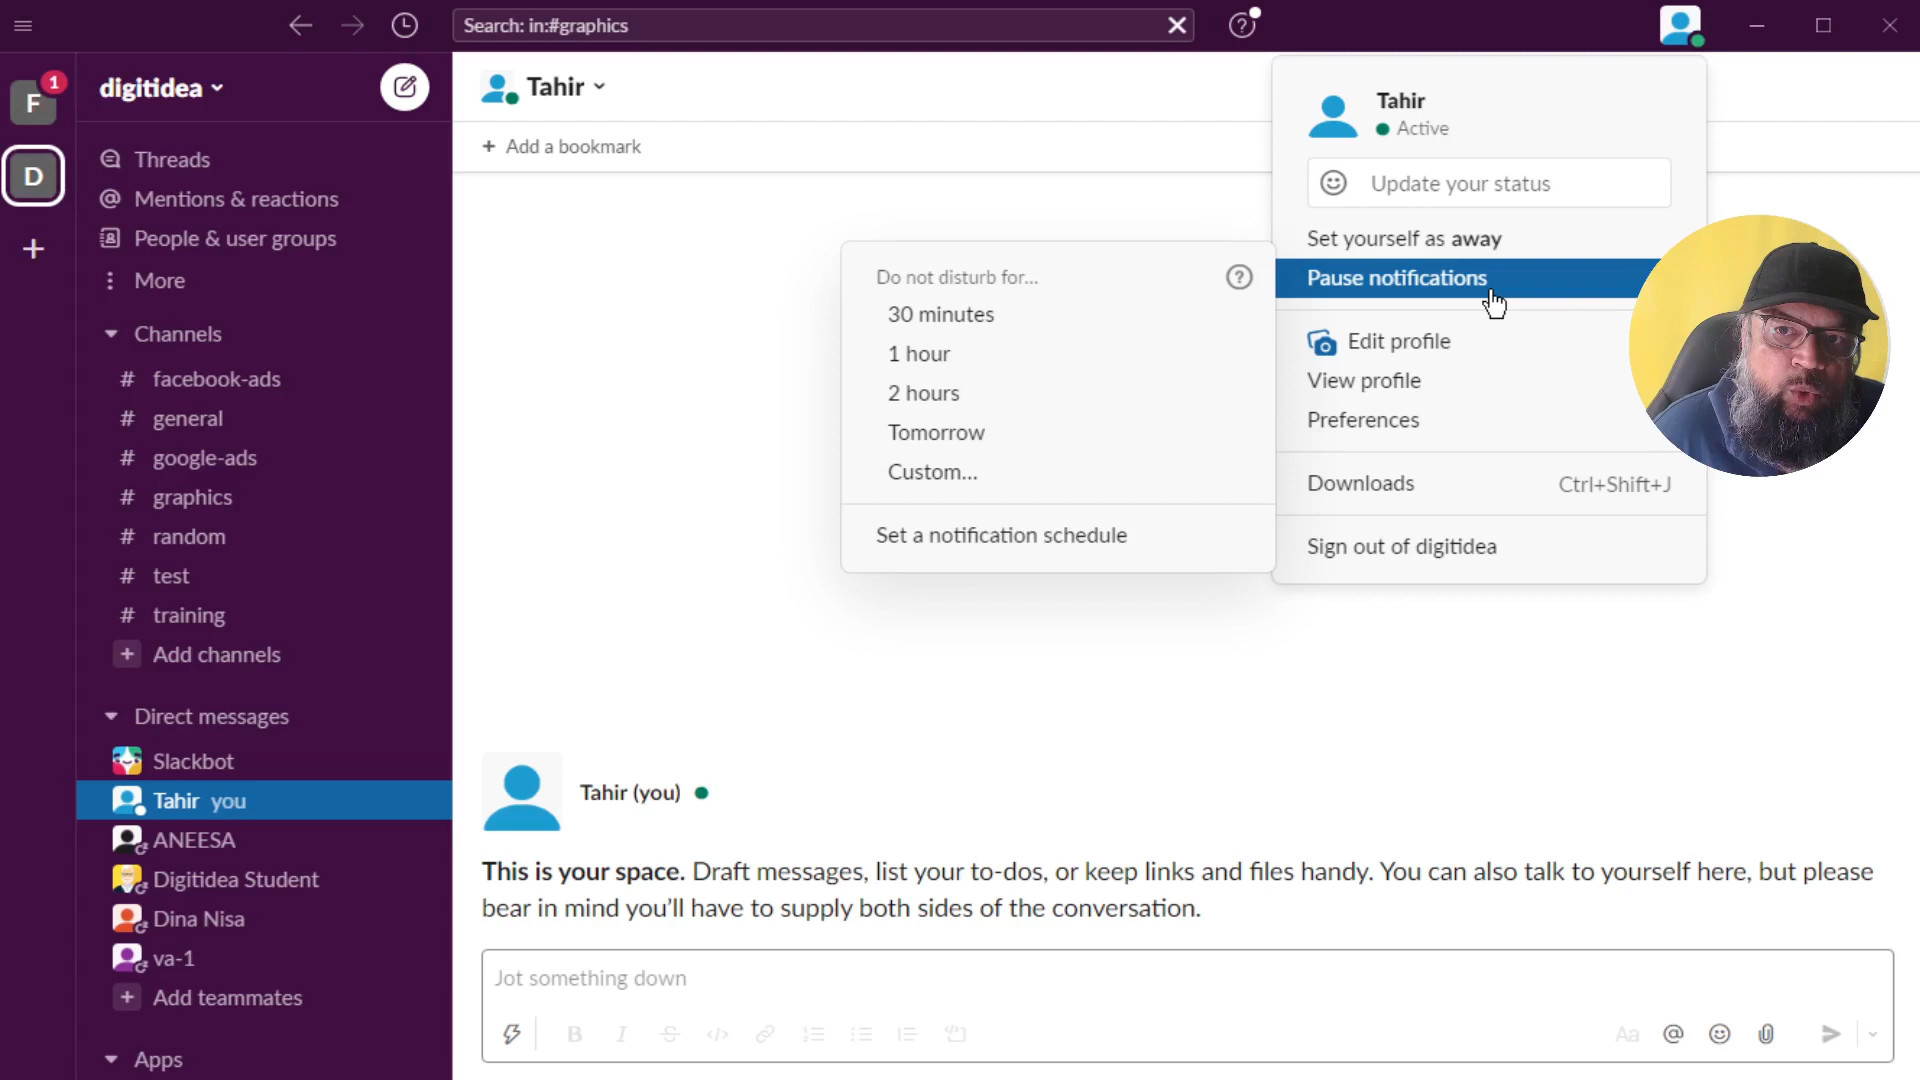 Search: in:#graphics
F
1
D
digitidea
Threads
Mentions & reactions
People & user groups
More
Channels
# facebook-ads
# general
# google-ads
# graphics
# random
# test
# training
+ Add channels
Direct messages
Slackbot
Tahir you
ANEESA
Digitidea Student
Dina Nisa
va-1
+ Add teammates
Apps
Tahir
+ Add a bookmark
Do not disturb for...
30 minutes
1 hour
2 hours
Tomorrow
Custom...
Set a notification schedule
Tahir
Active
Update your status
Set yourself as away
Pause notifications
Edit profile
View profile
Preferences
Downloads Ctrl+Shift+J
Sign out of digitidea
Tahir (you)
This is your space. Draft messages, list your to-dos, or keep links and files handy. You can also talk to yourself here, but please
bear in mind you’ll have to supply both sides of the conversation.
Jot something down
B I S </> Aa @